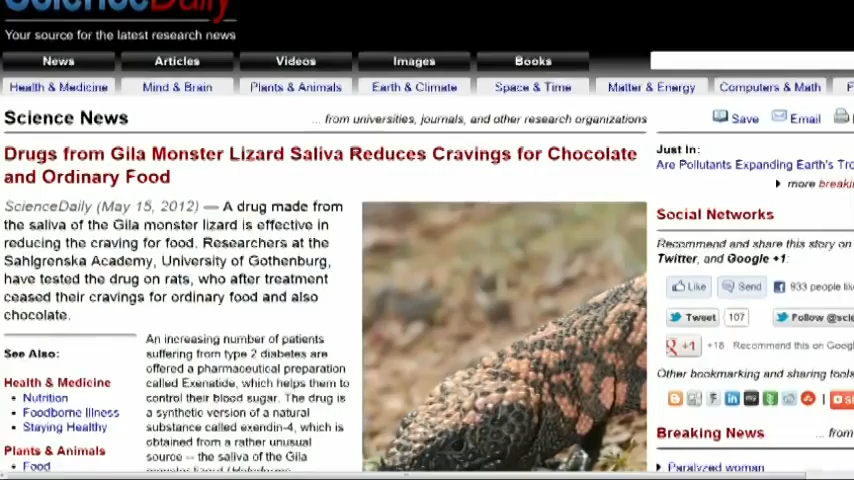 ScienceDaily
Your source for the latest research news
News Articles Videos Images Books
Health & Medicine Mind & Brain Plants & Animals Earth & Climate Space & Time Matter & Energy Computers & Math
Science News ... from universities, journals, and other research organizations
Save Email
Drugs from Gila Monster Lizard Saliva Reduces Cravings for Chocolate
and Ordinary Food
ScienceDaily (May 15, 2012) — A drug made from
the saliva of the Gila monster lizard is effective in
reducing the craving for food. Researchers at the
Sahlgrenska Academy, University of Gothenburg,
have tested the drug on rats, who after treatment
ceased their cravings for ordinary food and also
chocolate.
See Also:
Health & Medicine
• Nutrition
• Foodborne Illness
• Staying Healthy
Plants & Animals
• Food
An increasing number of patients
suffering from type 2 diabetes are
offered a pharmaceutical preparation
called Exenatide, which helps them to
control their blood sugar. The drug is
a synthetic version of a natural
substance called exendin-4, which is
obtained from a rather unusual
source -- the saliva of the Gila
monster lizard
Just In:
Are Pollutants Expanding Earth's
more
Social Networks
Recommend and share this story on
Twitter, and Google +1:
Like Send 933 people
Tweet 107 Follow
+1 +18 Recommend this on
Other bookmarking and sharing tools
Breaking News ... from
Paralyzed woman